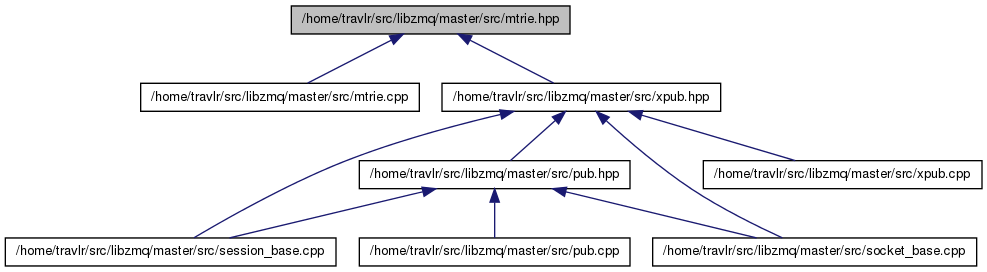 /home/travlr/src/libzmq/master/src/mtrie.hpp
/home/travlr/src/libzmq/master/src/mtrie.cpp
/home/travlr/src/libzmq/master/src/xpub.hpp
/home/travlr/src/libzmq/master/src/pub.hpp
/home/travlr/src/libzmq/master/src/xpub.cpp
/home/travlr/src/libzmq/master/src/session_base.cpp
/home/travlr/src/libzmq/master/src/pub.cpp
/home/travlr/src/libzmq/master/src/socket_base.cpp